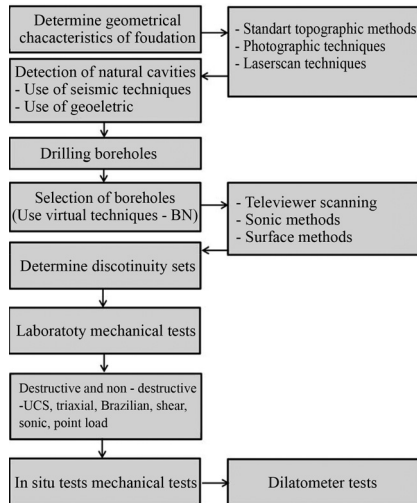 Determine geometrical
chacacteristics of foudation
- Standart topographic methods
- Photographic techniques
- Laserscan techniques
Detection of natural cavities
- Use of seismic techniques
- Use of geoeletric
Drilling boreholes
Selection of boreholes
(Use virtual techniques - BN)
- Televiewer scanning
- Sonic methods
- Surface methods
Determine discotinuity sets
Laboratoty mechanical tests
Destructive and non - destructive
-UCS, triaxial, Brazilian, shear,
sonic, point load
In situ tests mechanical tests
Dilatometer tests